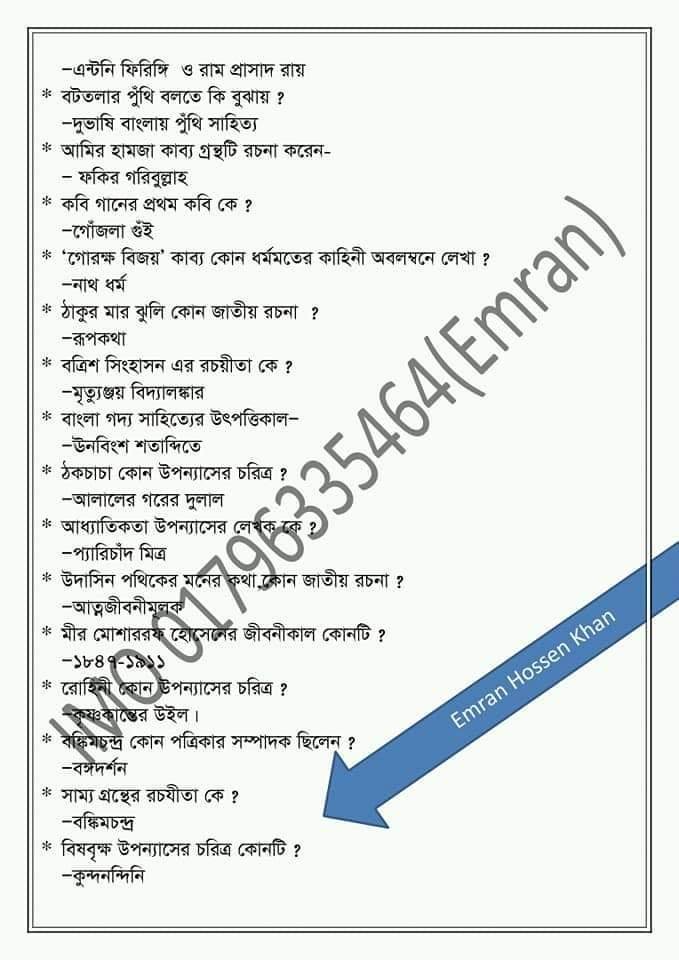 –এন্টনি ফিরিঙ্গি ও রাম প্রাসাদ রায়
* বটতলার পুঁথি বলতে কি বুঝায় ?
–দুভাষি বাংলায় পুঁথি সাহিত্য
* আমির হামজা কাব্য গ্রন্থটি রচনা করেন-
– ফকির গরিবুল্লাহ
* কবি গানের প্রথম কবি কে ?
–গোঁজলা গুঁই
* ‘গোরক্ষ বিজয়’ কাব্য কোন ধর্মমতের কাহিনী অবলম্বনে লেখা ?
–নাথ ধর্ম
* ঠাকুর মার ঝুলি কোন জাতীয় রচনা ?
–রূপকথা
* বত্রিশ সিংহাসন এর রচয়ীতা কে ?
–মৃত্যুঞ্জয় বিদ্যালঙ্কার
* বাংলা গদ্য সাহিত্যের উৎপত্তিকাল–
–ঊনবিংশ শতাব্দিতে
* ঠকচাচা কোন উপন্যাসের চরিত্র ?
–আলালের গরের দুলাল
* আধ্যাতিকতা উপন্যাসের লেখক কে ?
–প্যারিচাঁদ মিত্র
* উদাসিন পথিকের মনের কথা কোন জাতীয় রচনা ?
–আত্নজীবনীমূলক
* মীর মোশাররফ হোসেনের জীবনীকাল কোনটি ?
–১৮৪৭-১৯১১
* রোহিনী কোন উপন্যাসের চরিত্র ?
–কৃষ্ণকান্তের উইল।
* বঙ্কিমচন্দ্র কোন পত্রিকার সম্পাদক ছিলেন ?
–বঙ্গদর্শন
* সাম্য গ্রন্থের রচযীতা কে ?
–বঙ্কিমচন্দ্র
* বিষবৃক্ষ উপন্যাসের চরিত্র কোনটি ?
–কুন্দনন্দিনি
IMO 01796335464(Emran)
Emran Hossen Khan